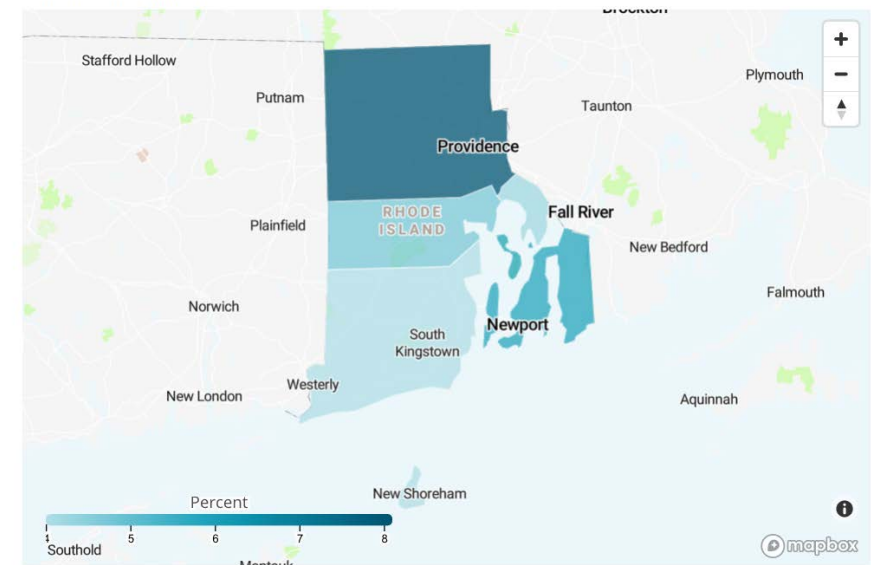 Brockton
Stafford Hollow
Plymouth
Putnam
Taunton
Providence
RHODE
ISLAND
Fall River
Plainfield
New Bedford
Falmouth
Norwich
Newport
South
Kingstown
Westerly
New London
Aquinnah
New Shoreham
Percent
4 5 6 7 8
Southold
Montauk
mapbox